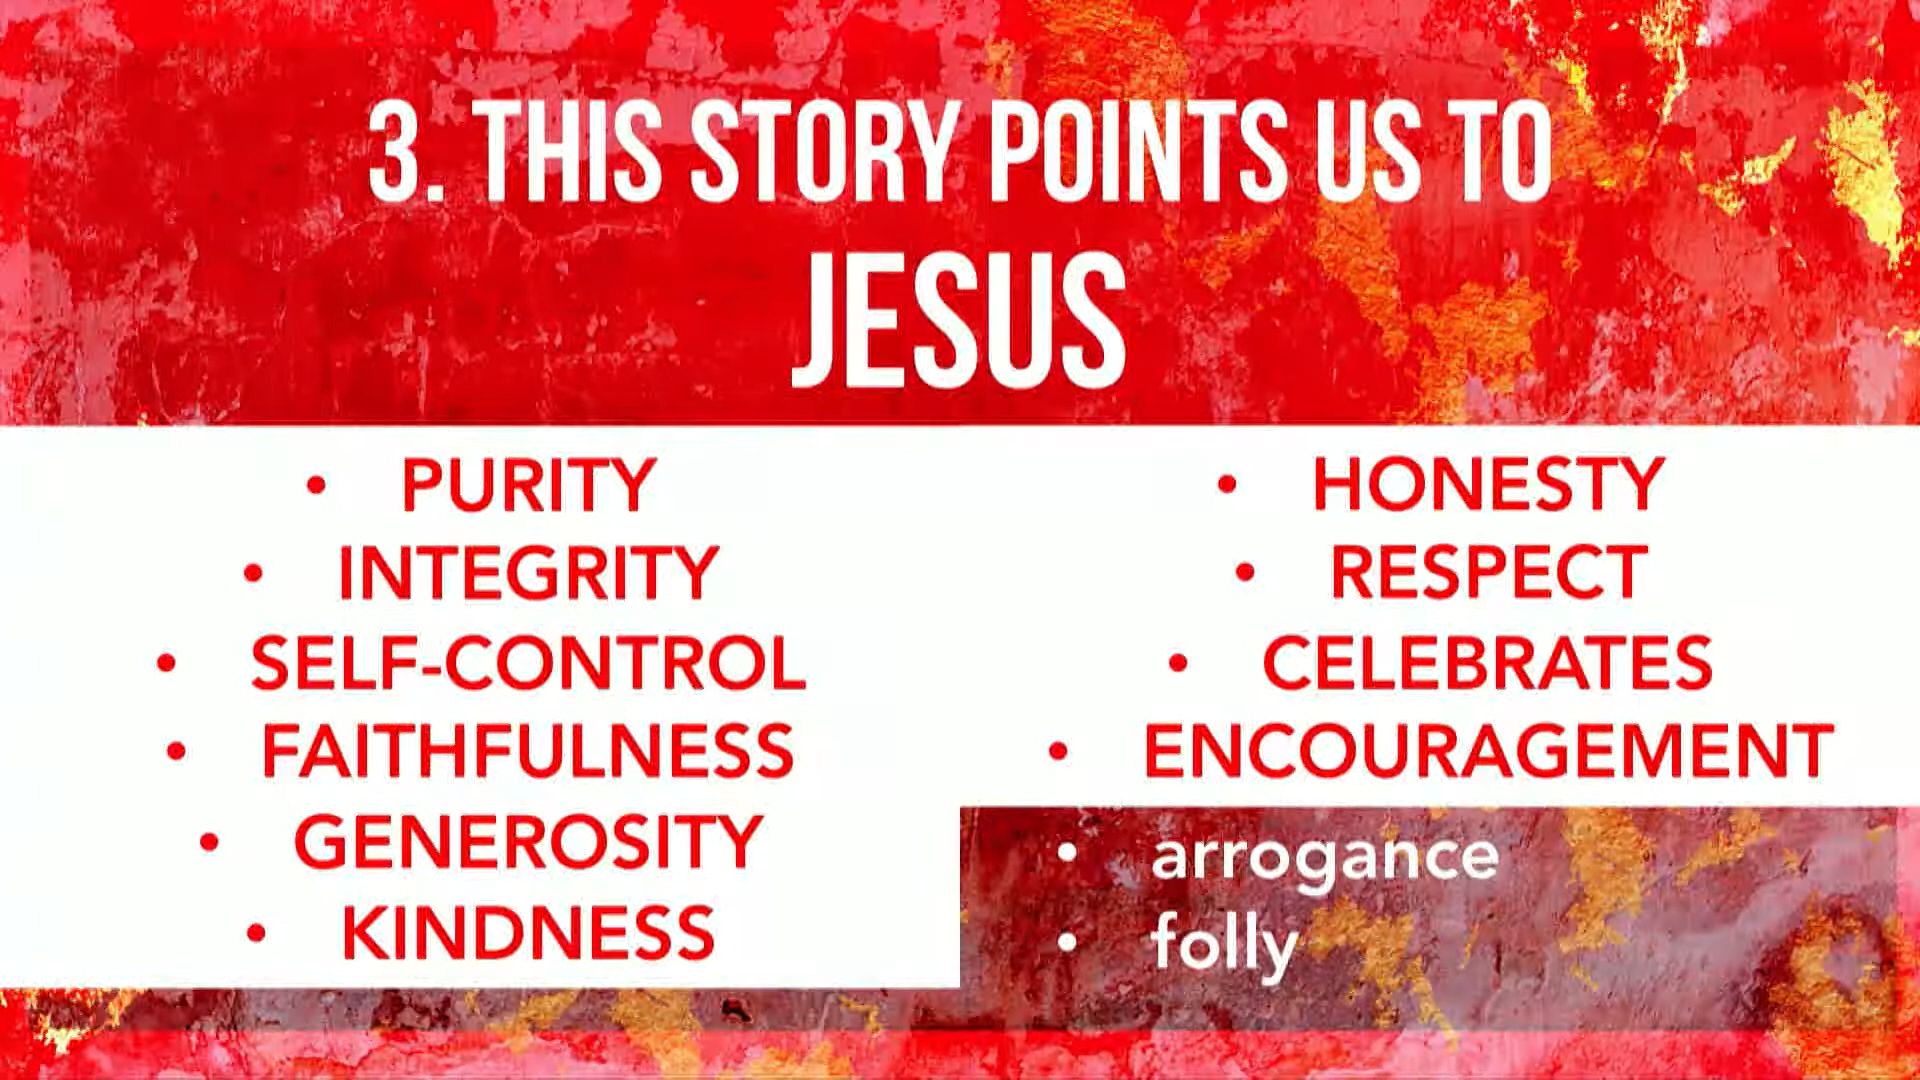 3. THIS STORY POINTS US TO
JESUS
• PURITY
• INTEGRITY
• SELF-CONTROL
• FAITHFULNESS
• GENEROSITY
• KINDNESS
• HONESTY
• RESPECT
• CELEBRATES
• ENCOURAGEMENT
• arrogance
• folly